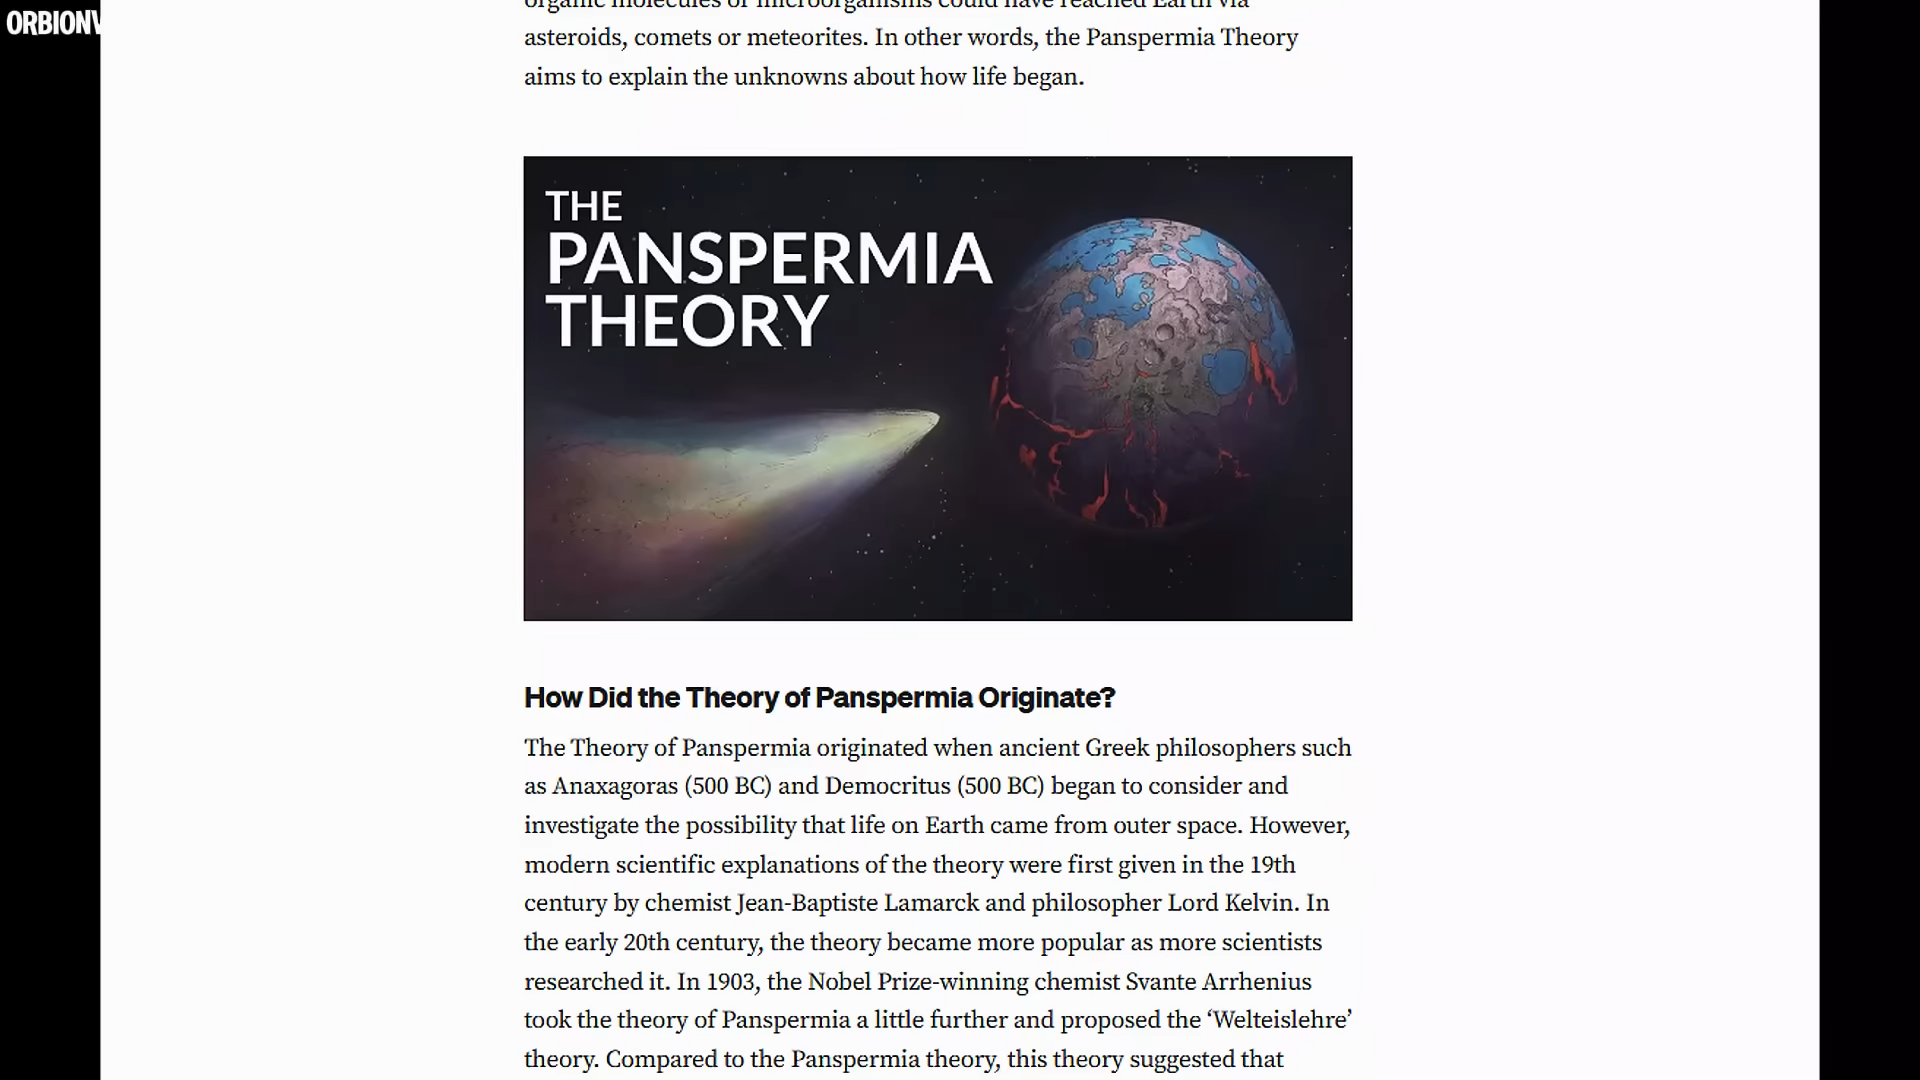 ORBIONV
organic molecules or microorganisms could have reached Earth via
asteroids, comets or meteorites. In other words, the Panspermia Theory
aims to explain the unknowns about how life began.
THE
PANSPERMIA
THEORY
How Did the Theory of Panspermia Originate?
The Theory of Panspermia originated when ancient Greek philosophers such
as Anaxagoras (500 BC) and Democritus (500 BC) began to consider and
investigate the possibility that life on Earth came from outer space. However,
modern scientific explanations of the theory were first given in the 19th
century by chemist Jean-Baptiste Lamarck and philosopher Lord Kelvin. In
the early 20th century, the theory became more popular as more scientists
researched it. In 1903, the Nobel Prize-winning chemist Svante Arrhenius
took the theory of Panspermia a little further and proposed the ‘Welteislehre’
theory. Compared to the Panspermia theory, this theory suggested that